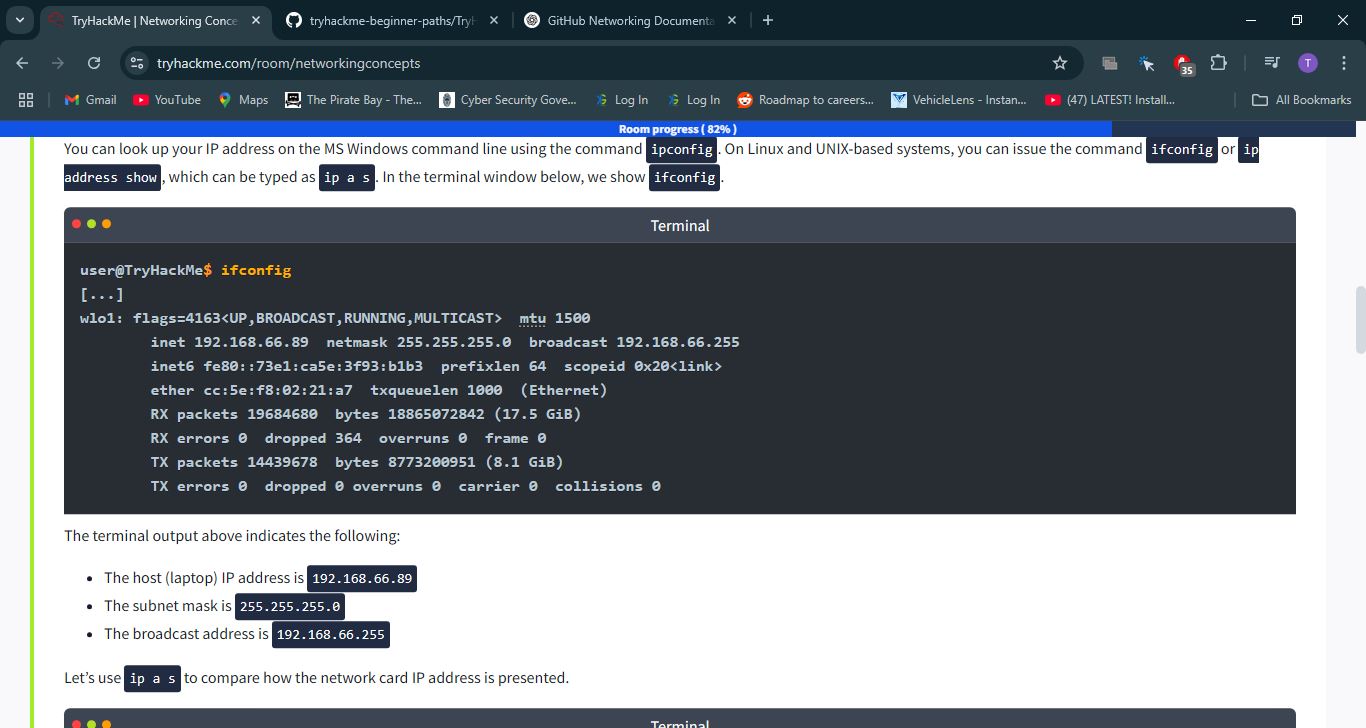 TryHackMe | Networking Conce
tryhackme-beginner-paths/TryH
GitHub Networking Documenta
tryhackme.com/room/networkingconcepts
35
T
Gmail
YouTube
Maps
The Pirate Bay - The...
Cyber Security Gove...
Log In
Log In
Roadmap to careers...
VehicleLens - Instan...
(47) LATEST! Install...
All Bookmarks
Room progress ( 82% )
You can look up your IP address on the MS Windows command line using the command ipconfig. On Linux and UNIX-based systems, you can issue the command ifconfig or ip
address show, which can be typed as ip a s. In the terminal window below, we show ifconfig.
Terminal
user@TryHackMe$ ifconfig
[...]
wlo1: flags=4163<UP,BROADCAST,RUNNING,MULTICAST>  mtu 1500
inet 192.168.66.89  netmask 255.255.255.0  broadcast 192.168.66.255
inet6 fe80::73e1:ca5e:3f93:b1b3  prefixlen 64  scopeid 0x20<link>
ether cc:5e:f8:02:21:a7  txqueuelen 1000  (Ethernet)
RX packets 19684680  bytes 18865072842 (17.5 GiB)
RX errors 0  dropped 364  overruns 0  frame 0
TX packets 14439678  bytes 8773200951 (8.1 GiB)
TX errors 0  dropped 0 overruns 0  carrier 0  collisions 0
The terminal output above indicates the following:
• The host (laptop) IP address is 192.168.66.89
• The subnet mask is 255.255.255.0
• The broadcast address is 192.168.66.255
Let’s use ip a s to compare how the network card IP address is presented.
Terminal